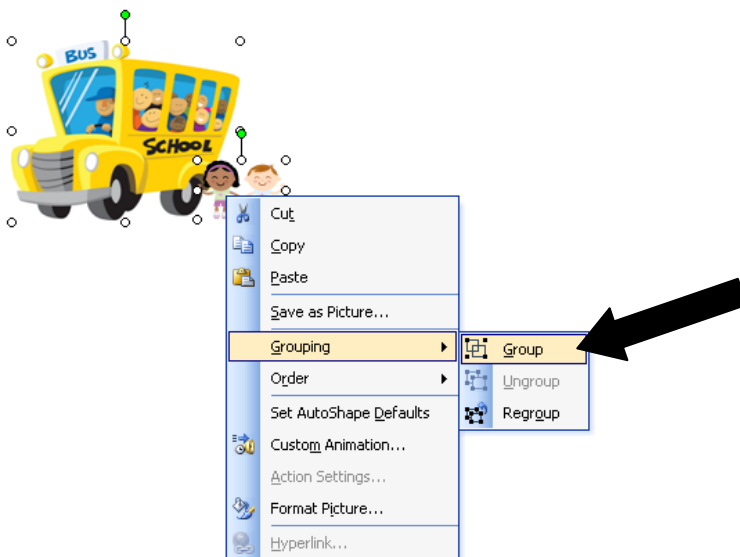 BUS
SCHOOL
Cut
Copy
Paste
Save as Picture...
Grouping
Group
Order
Ungroup
Set AutoShape Defaults
Regroup
Custom Animation...
Action Settings...
Format Picture...
Hyperlink...